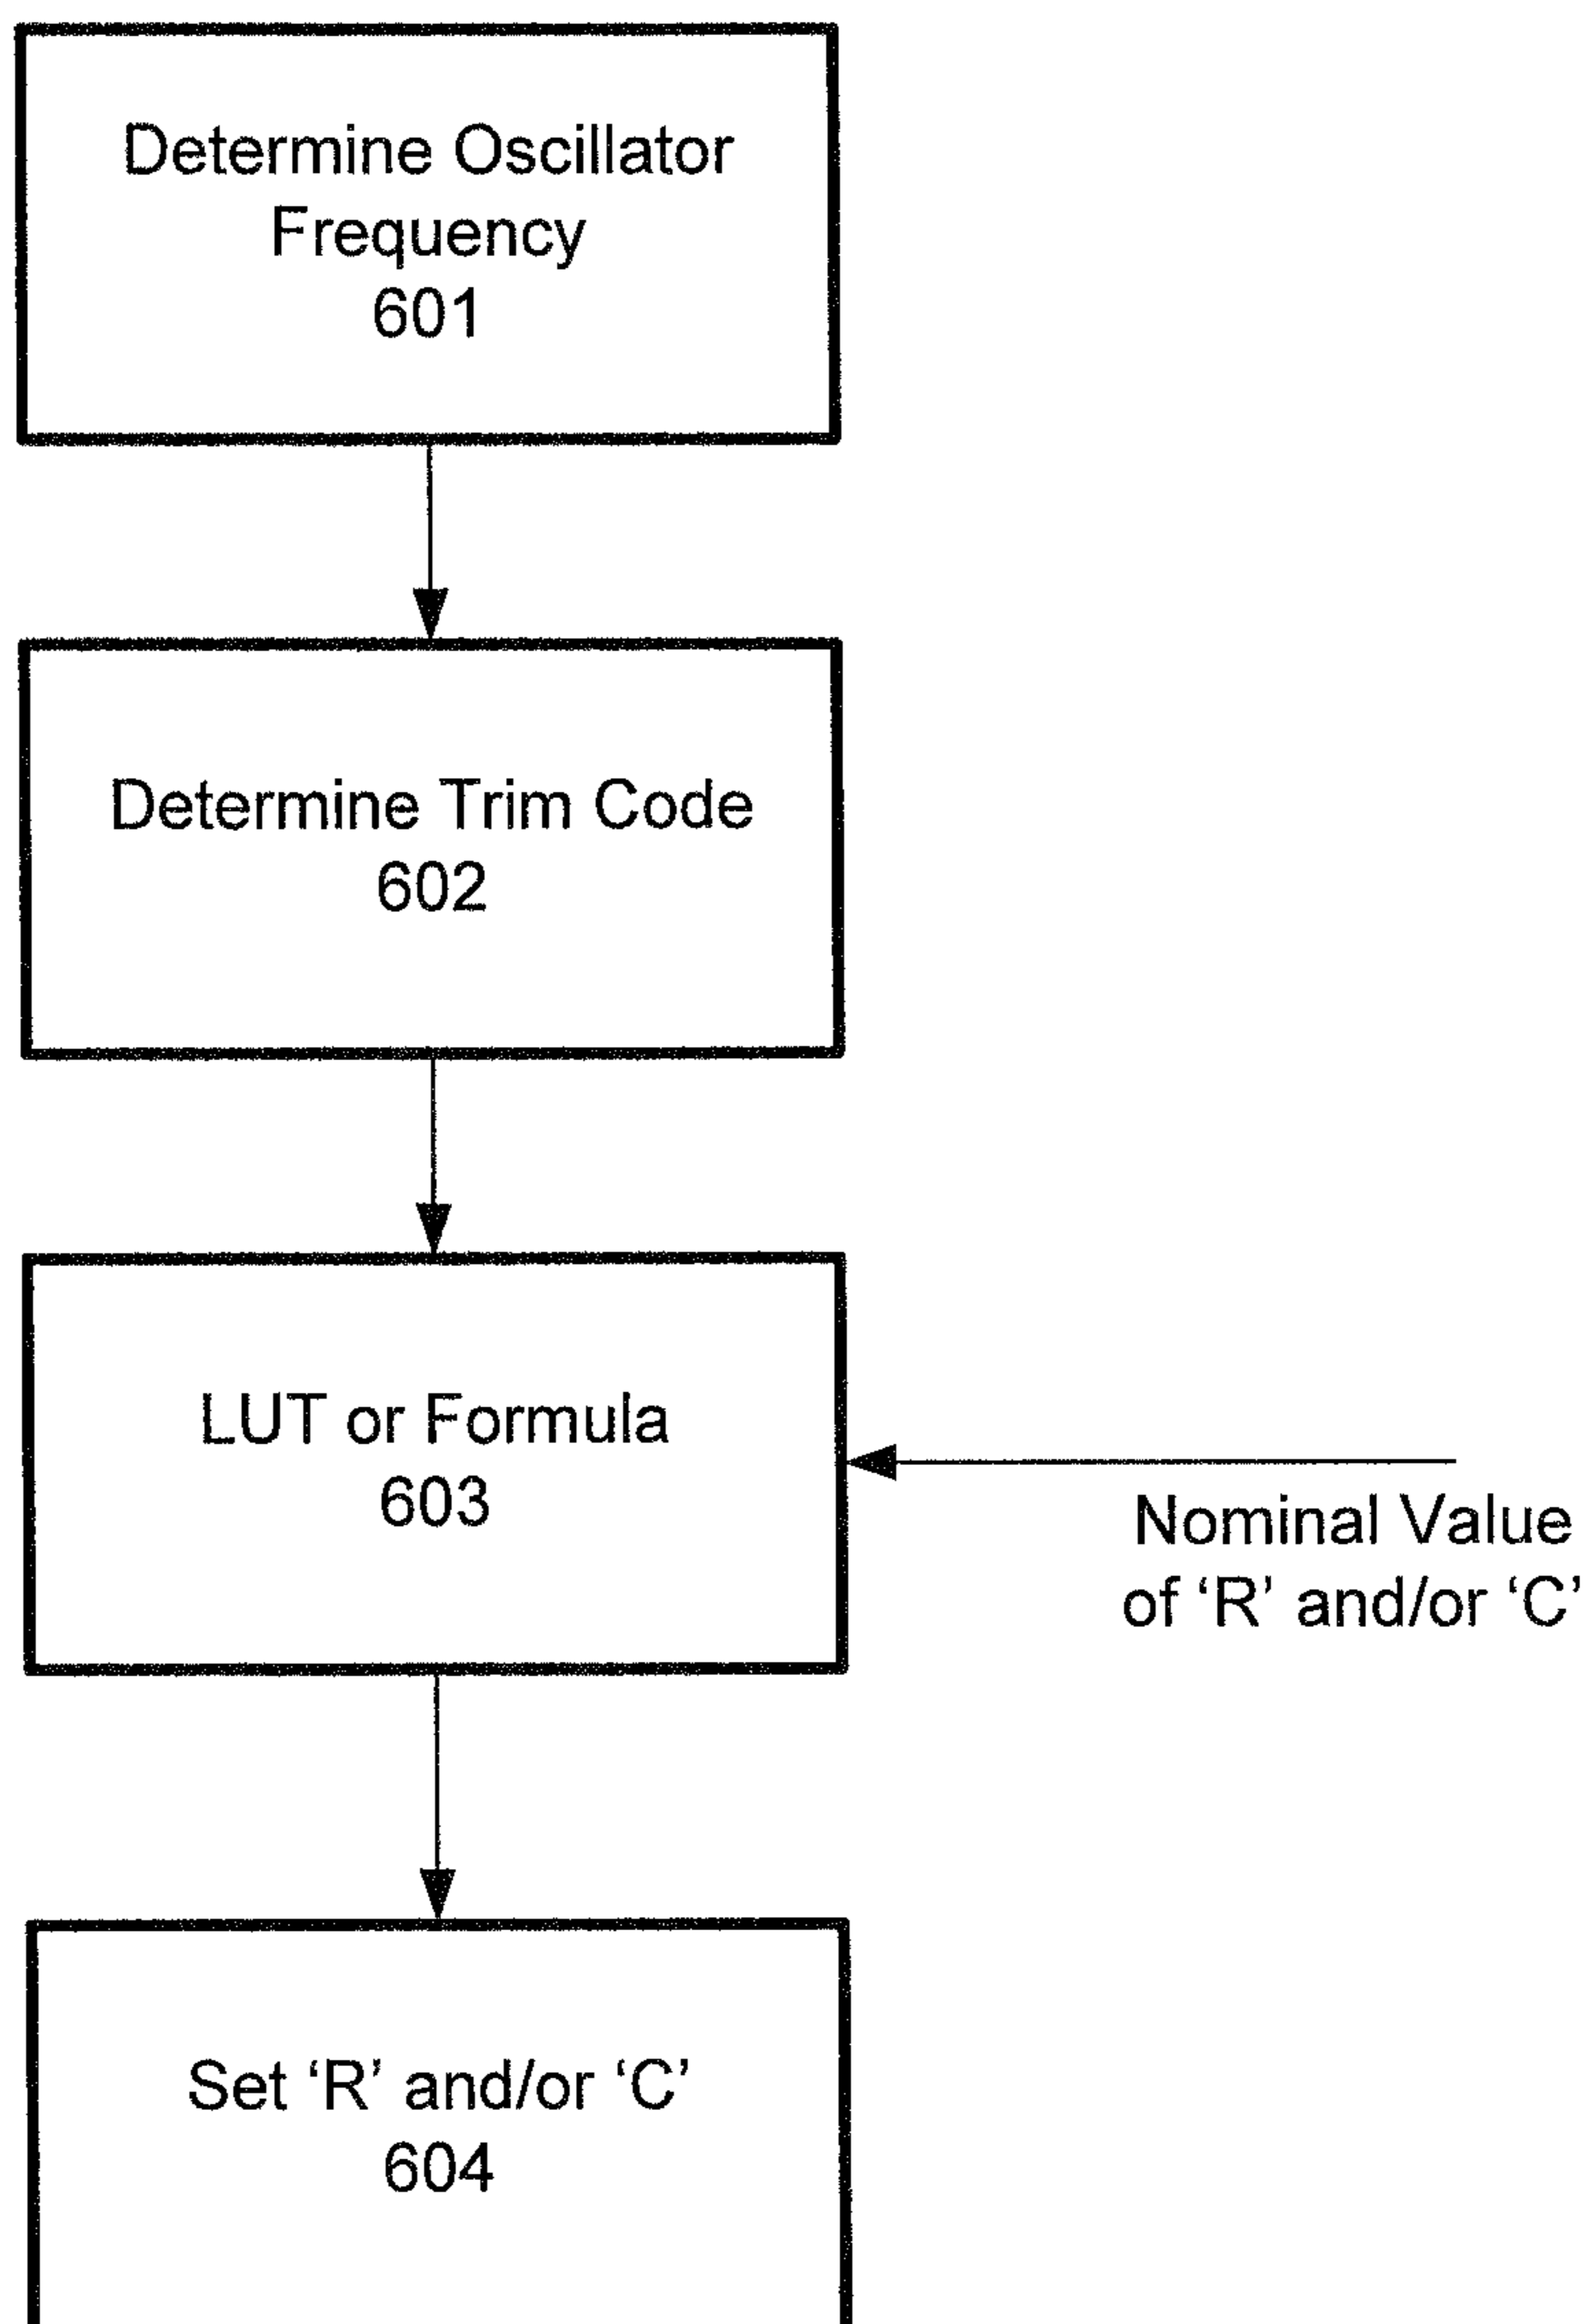 Determine Oscillator
Frequency
601
Determine Trim Code
602
LUT or Formula
603
Nominal Value
of ‘R’ and/or ‘C’
Set ‘R’ and/or ‘C’
604